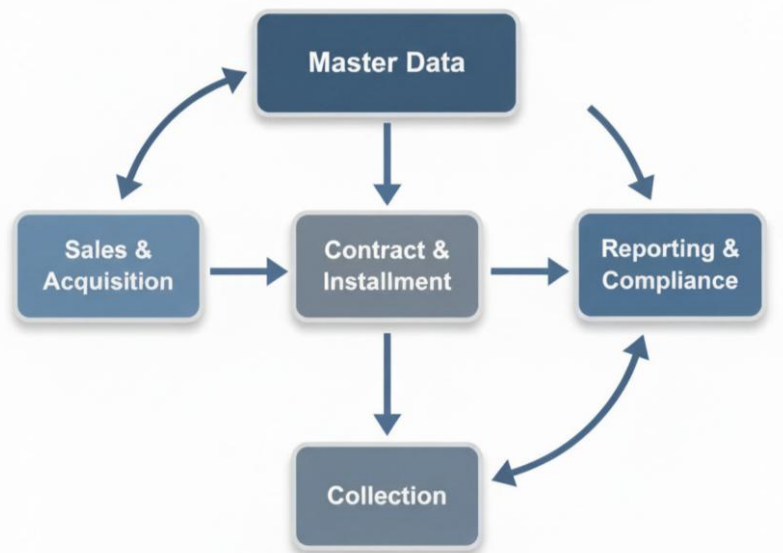 Master Data
Sales &
Acquisition
Contract &
Installment
Reporting &
Compliance
Collection